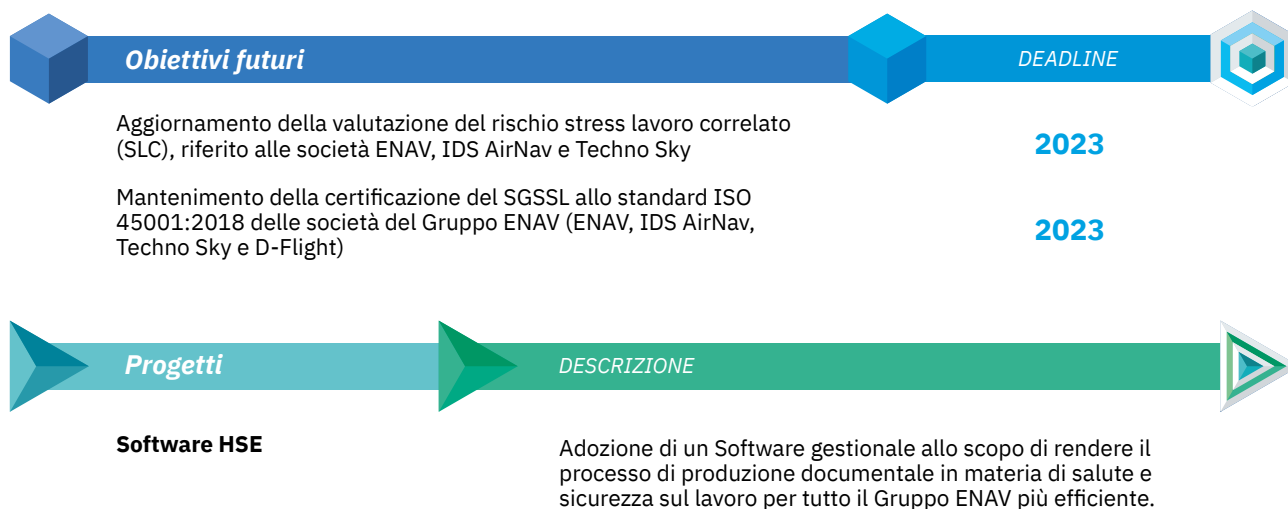 Obiettivi futuri
DEADLINE
Aggiornamento della valutazione del rischio stress lavoro correlato
(SLC), riferito alle società ENAV, IDS AirNav e Techno Sky
2023
Mantenimento della certificazione del SGSSL allo standard ISO
45001:2018 delle società del Gruppo ENAV (ENAV, IDS AirNav,
Techno Sky e D-Flight)
2023
Progetti
DESCRIZIONE
Software HSE
Adozione di un Software gestionale allo scopo di rendere il
processo di produzione documentale in materia di salute e
sicurezza sul lavoro per tutto il Gruppo ENAV più efficiente.